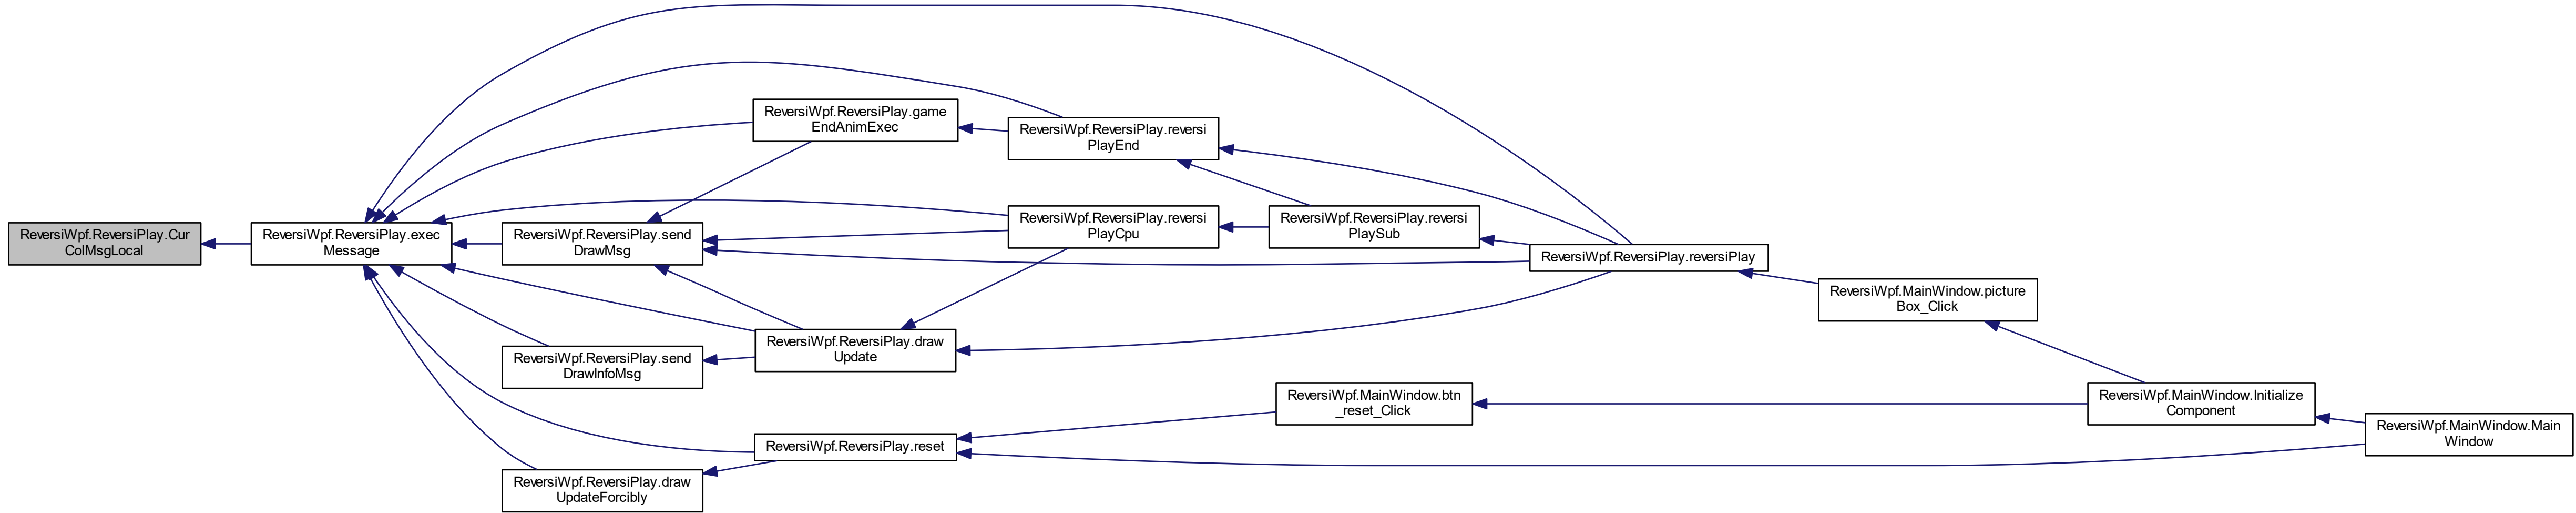 ReversiWpf.ReversiPlay.Cur
ColMsgLocal
ReversiWpf.ReversiPlay.exec
Message
ReversiWpf.ReversiPlay.game
EndAnimExec
ReversiWpf.ReversiPlay.reversi
PlayEnd
ReversiWpf.ReversiPlay.send
DrawMsg
ReversiWpf.ReversiPlay.reversi
PlayCpu
ReversiWpf.ReversiPlay.reversi
PlaySub
ReversiWpf.ReversiPlay.reversiPlay
ReversiWpf.MainWindow.picture
Box_Click
ReversiWpf.ReversiPlay.draw
Update
ReversiWpf.ReversiPlay.send
DrawInfoMsg
ReversiWpf.MainWindow.btn
_reset_Click
ReversiWpf.MainWindow.Initialize
Component
ReversiWpf.MainWindow.Main
Window
ReversiWpf.ReversiPlay.reset
ReversiWpf.ReversiPlay.draw
UpdateForcibly